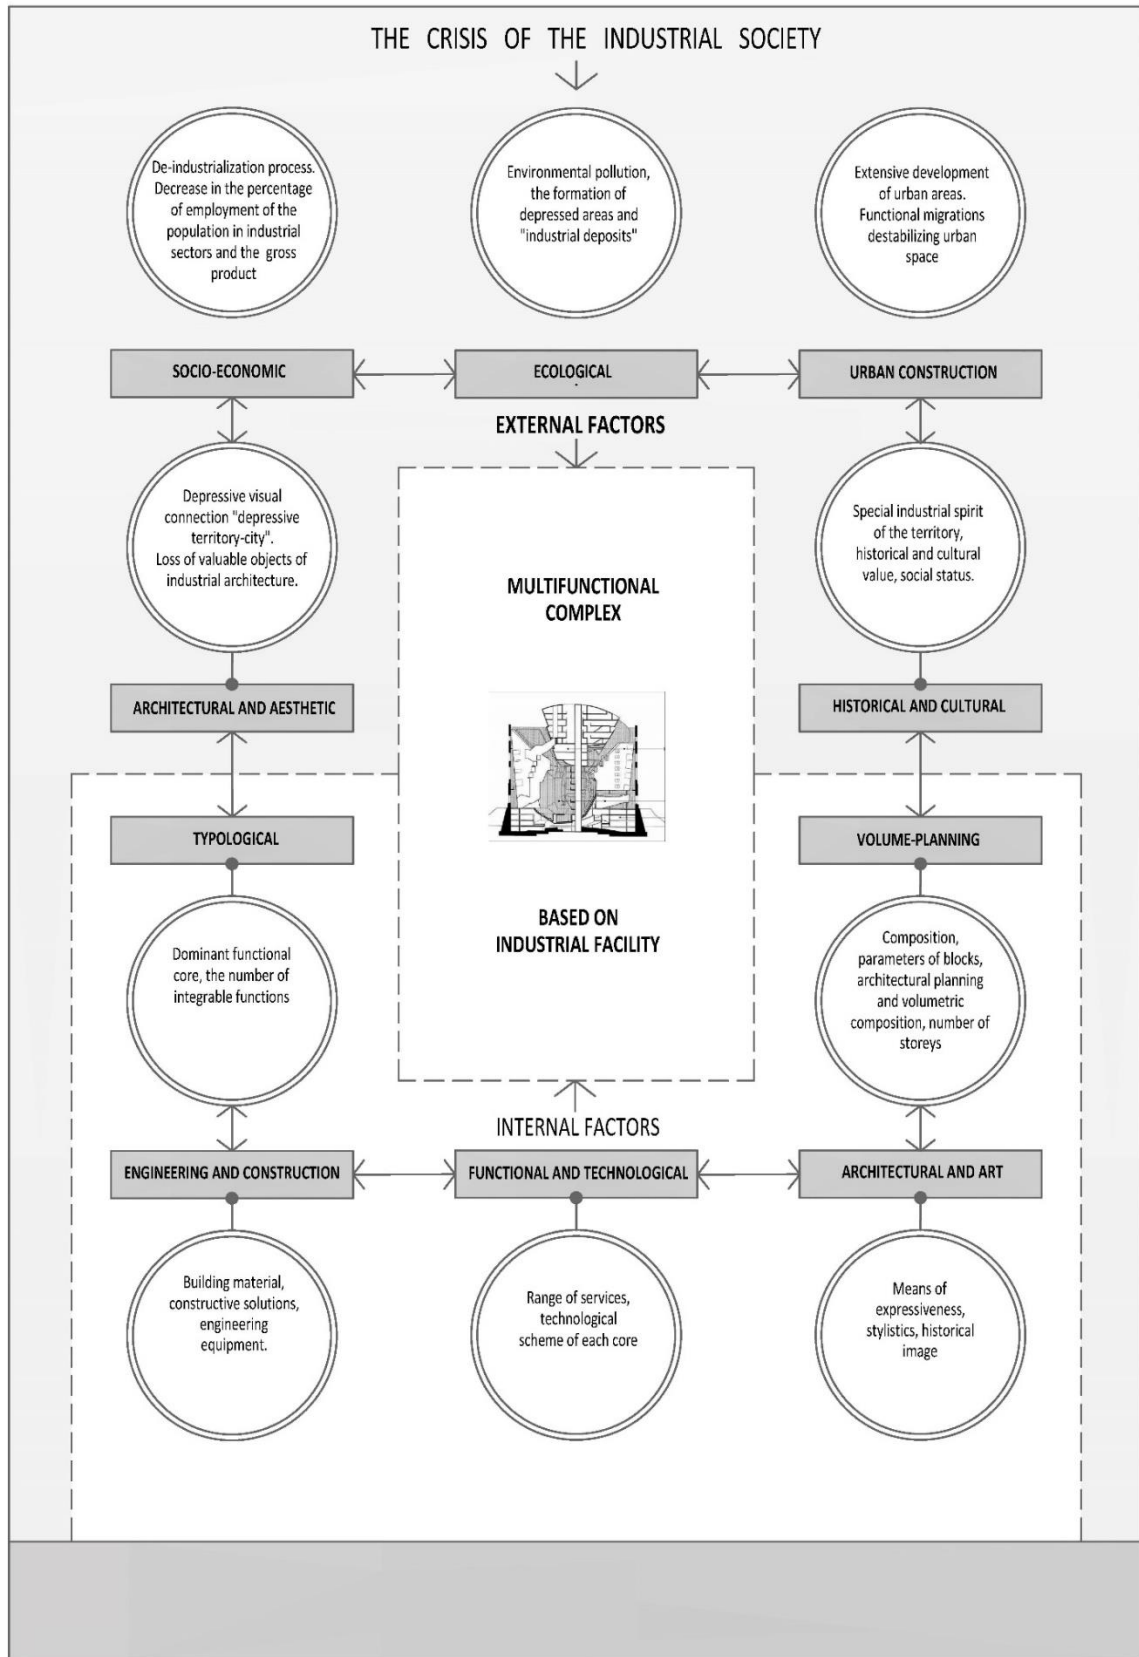 THE CRISIS OF THE INDUSTRIAL SOCIETY
De-industrialization process.
Decrease in the percentage
of employment of the
population in industrial
sectors and the gross
product
Environmental pollution,
the formation of
depressed areas and
"industrial deposits"
Extensive development
of urban areas.
Functional migrations
destabilizing urban
space
SOCIO-ECONOMIC
ECOLOGICAL
URBAN CONSTRUCTION
EXTERNAL FACTORS
Depressive visual
connection "depressive
territory-city".
Loss of valuable objects of
industrial architecture.
Special industrial spirit
of the territory,
historical and cultural
value, social status.
MULTIFUNCTIONAL
COMPLEX
ARCHITECTURAL AND AESTHETIC
HISTORICAL AND CULTURAL
TYPOLOGICAL
VOLUME-PLANNING
BASED ON
INDUSTRIAL FACILITY
Dominant functional
core, the number of
integrable functions
Composition,
parameters of blocks,
architectural planning
and volumetric
composition, number of
storeys
INTERNAL FACTORS
ENGINEERING AND CONSTRUCTION
FUNCTIONAL AND TECHNOLOGICAL
ARCHITECTURAL AND ART
Building material,
constructive solutions,
engineering
equipment.
Range of services,
technological
scheme of each core
Means of
expressiveness,
stylistics, historical
image